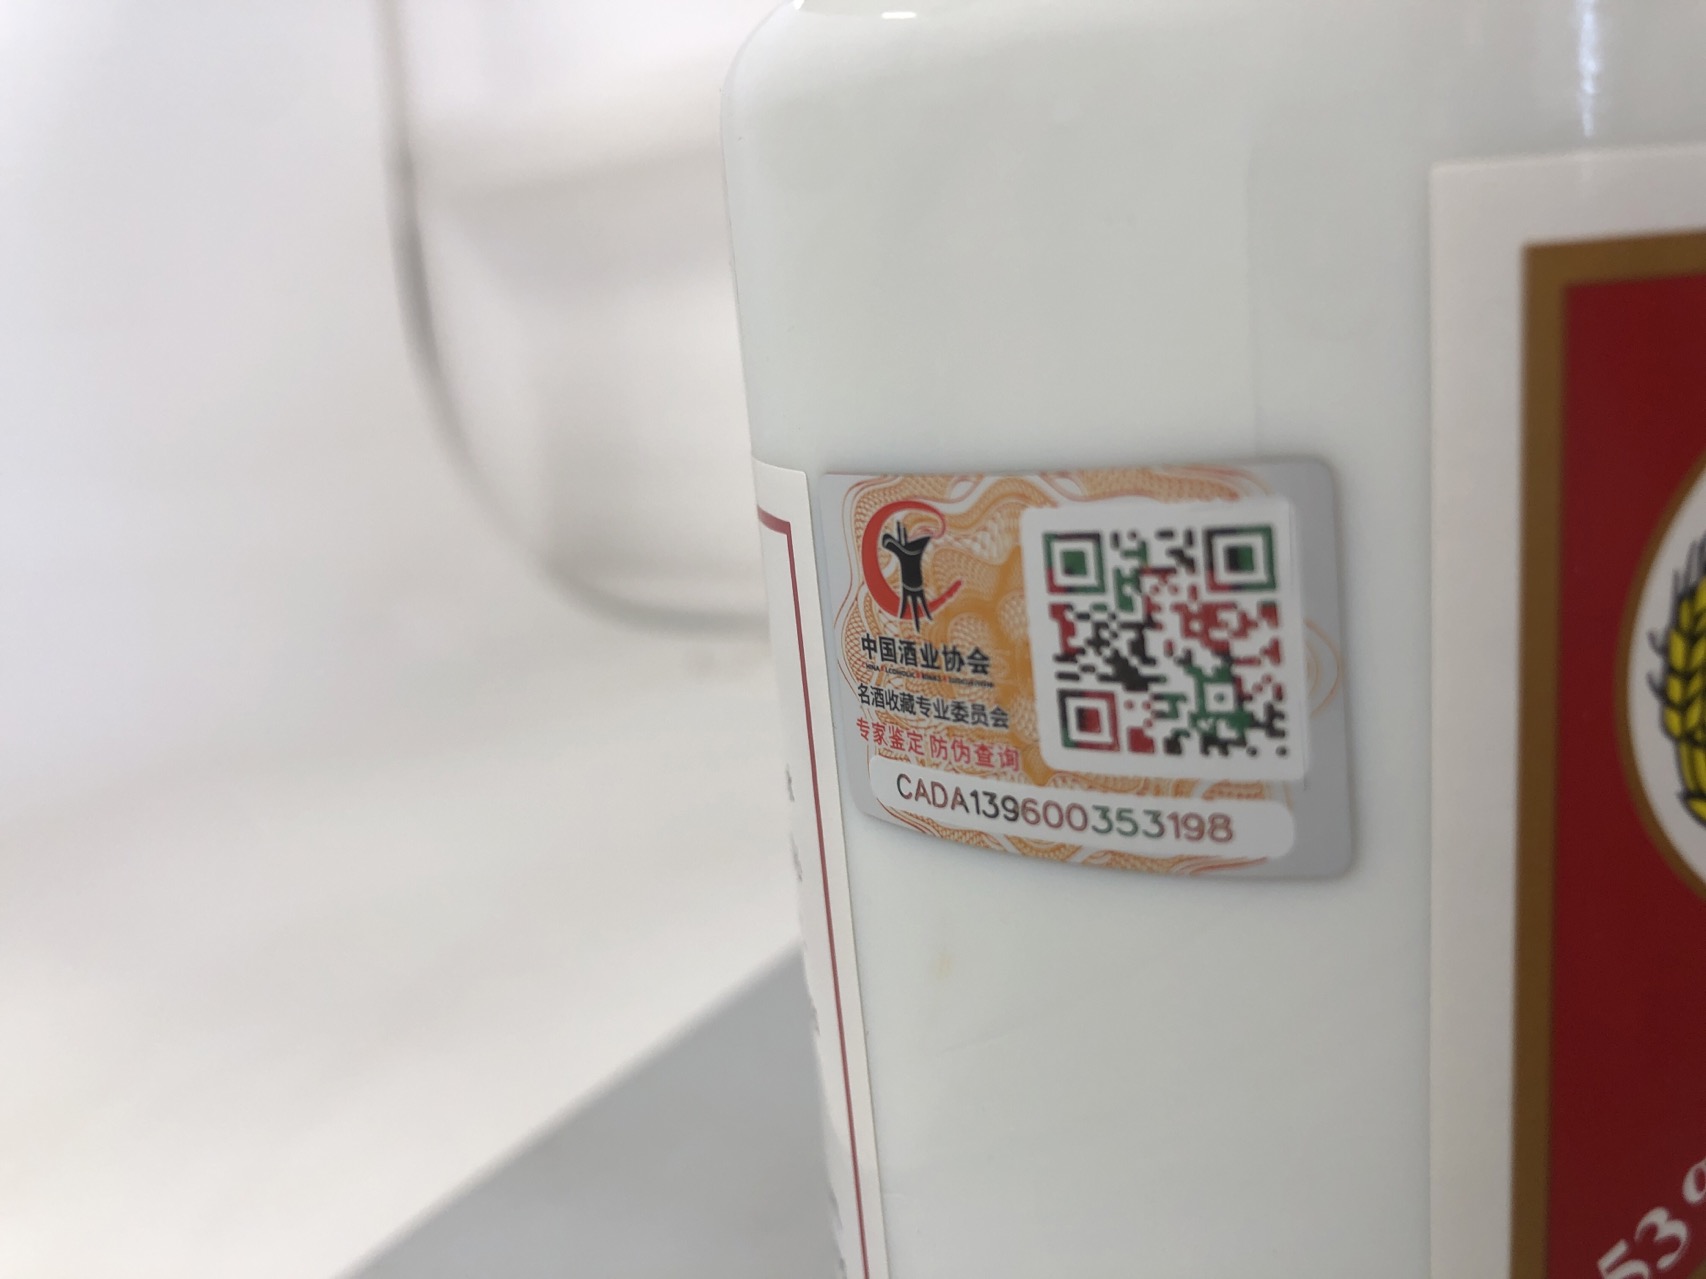 中国酒业协会
名酒收藏专业委员会
专家鉴定 防伪查询
CADA139600353198
53